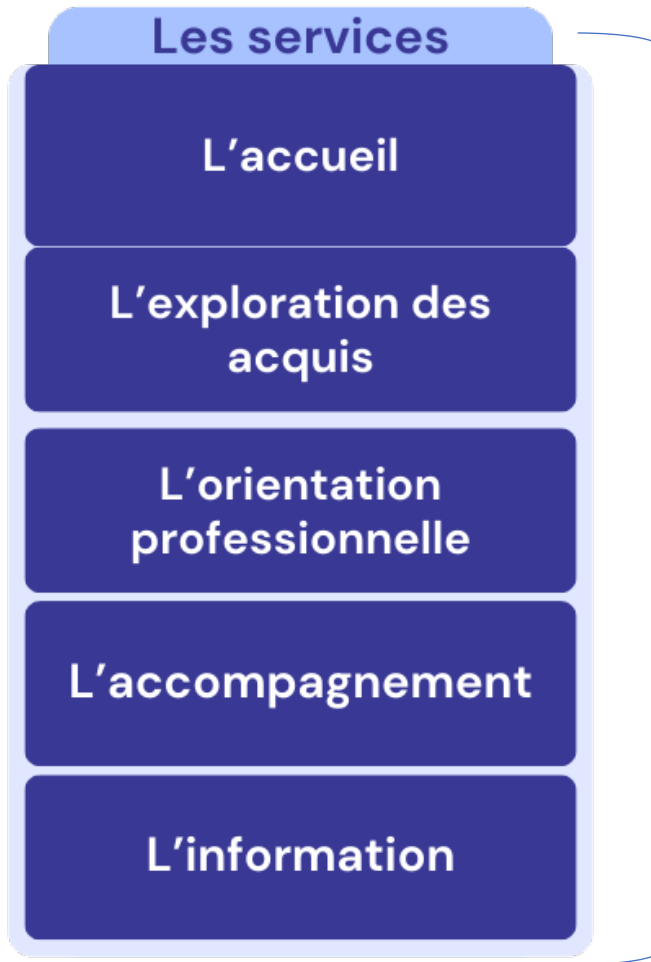 Les services
L’accueil
L’exploration des
acquis
L’orientation
professionnelle
L’accompagnement
L’information